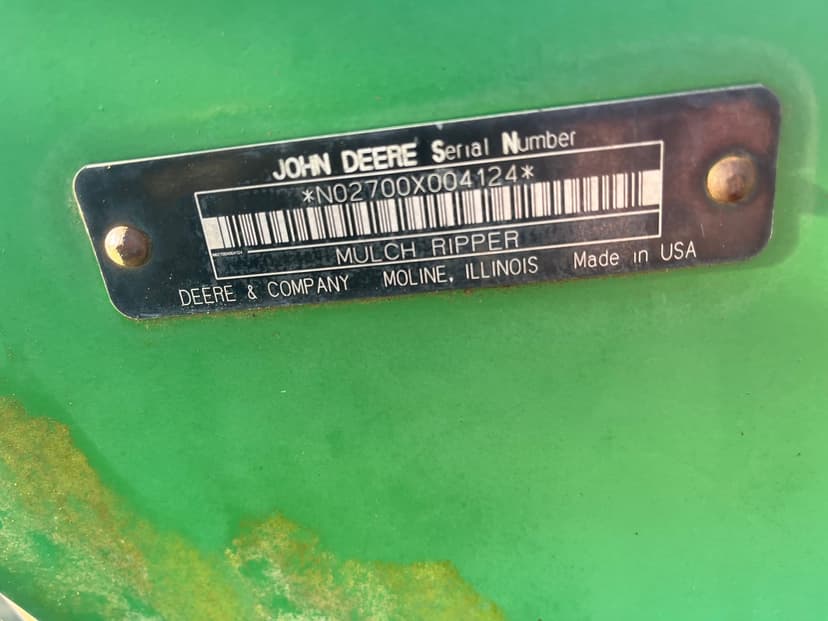 JOHN DEERE Serial Number
*N02700X004124*
MULCH RIPPER
DEERE & COMPANY MOLINE, ILLINOIS Made in USA